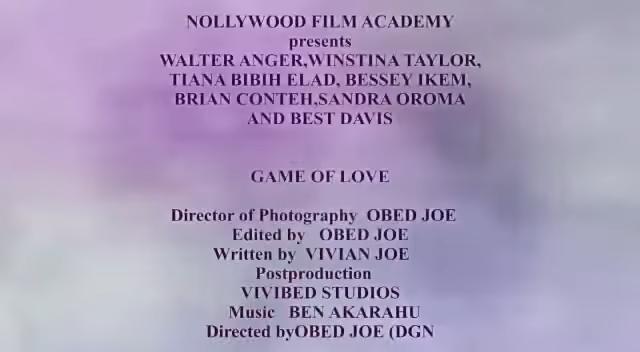 NOLLYWOOD FILM ACADEMY
presents
WALTER ANGER,WINSTINA TAYLOR,
TIANA BIBIH ELAD, BESSEY IKEM,
BRIAN CONTEH,SANDRA OROMA
AND BEST DAVIS
GAME OF LOVE
Director of Photography OBED JOE
Edited by OBED JOE
Written by VIVIAN JOE
Postproduction
VIVIBED STUDIOS
Music BEN AKARAHU
Directed byOBED JOE (DGN